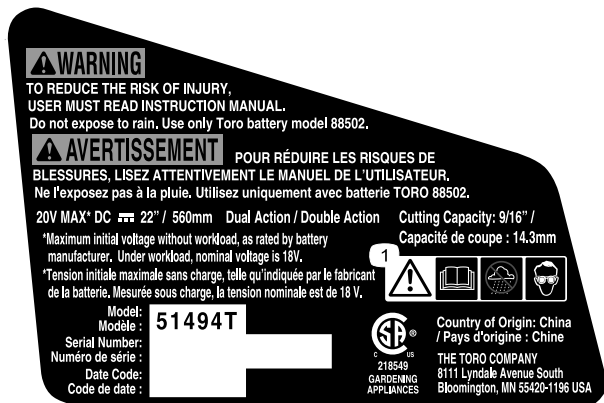 WARNING
TO REDUCE THE RISK OF INJURY,
USER MUST READ INSTRUCTION MANUAL.
Do not expose to rain. Use only Toro battery model 88502.
AVERTISSEMENT POUR RÉDUIRE LES RISQUES DE
BLESSURES, LISEZ ATTENTIVEMENT LE MANUEL DE L'UTILISATEUR.
Ne l'exposez pas à la pluie. Utilisez uniquement avec batterie TORO 88502.
20V MAX* DC 22" / 560mm Dual Action / Double Action
*Maximum initial voltage without workload, as rated by battery
manufacturer. Under workload, nominal voltage is 18V.
*Tension initiale maximale sans charge, telle qu'indiquée par le fabricant
de la batterie. Mesurée sous charge, la tension nominale est de 18 V.
Cutting Capacity: 9/16" /
Capacité de coupe : 14.3mm
1
Model:
Modèle : 51494T
Serial Number:
Numéro de série :
Date Code:
Code de date :
SA
C US
218549
GARDENING
APPLIANCES
Country of Origin: China
/ Pays d'origine : Chine
THE TORO COMPANY
8111 Lyndale Avenue South
Bloomington, MN 55420-1196 USA